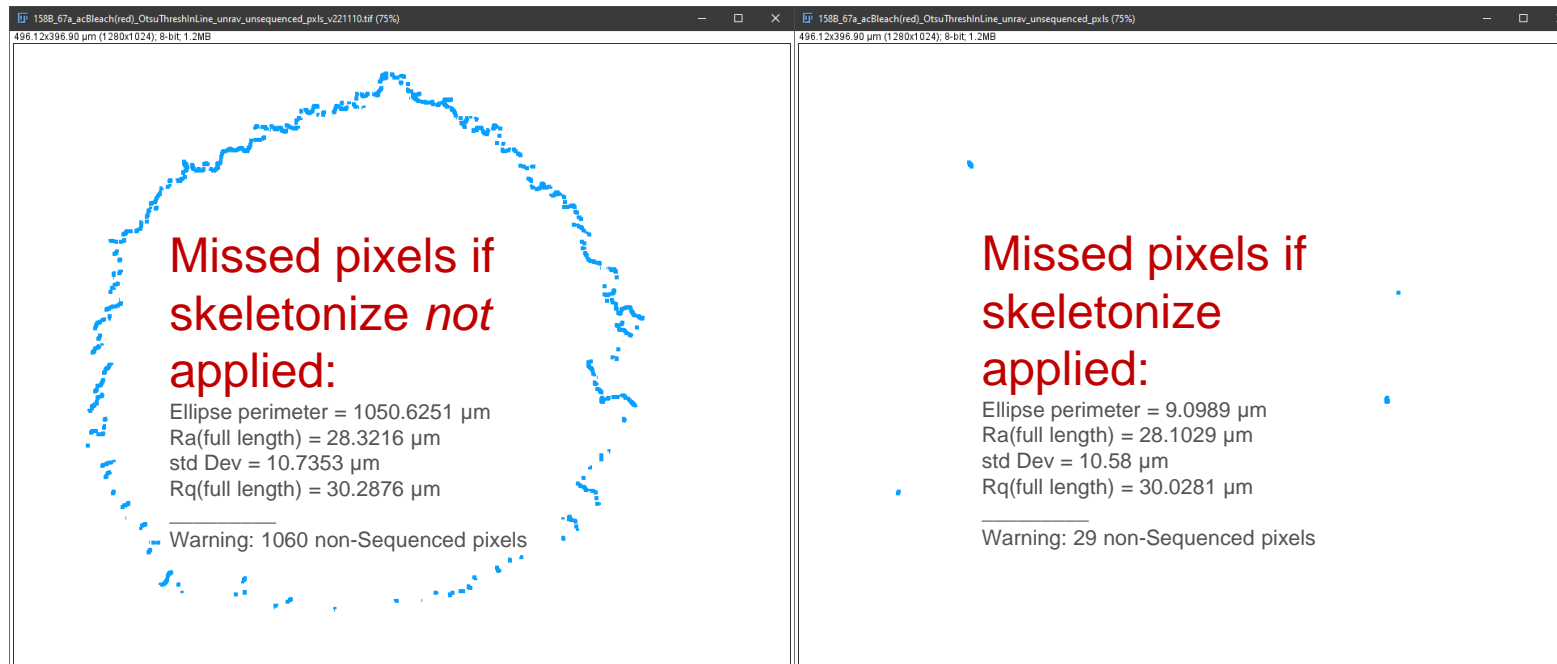 158B_67a_acBleach(red)_OtsuThreshInLine_unrav_unsequenced_pxls_v221110.tif (75%)
496.12x396.90 µm (1280x1024); 8-bit; 1.2MB
Missed pixels if
skeletonize not
applied:
Ellipse perimeter = 1050.6251 µm
Ra(full length) = 28.3216 µm
std Dev = 10.7353 µm
Rq(full length) = 30.2876 µm
_________
Warning: 1060 non-Sequenced pixels
158B_67a_acBleach(red)_OtsuThreshInLine_unrav_unsequenced_pxls (75%)
496.12x396.90 µm (1280x1024); 8-bit; 1.2MB
Missed pixels if
skeletonize
applied:
Ellipse perimeter = 9.0989 µm
Ra(full length) = 28.1029 µm
std Dev = 10.58 µm
Rq(full length) = 30.0281 µm
_________
Warning: 29 non-Sequenced pixels